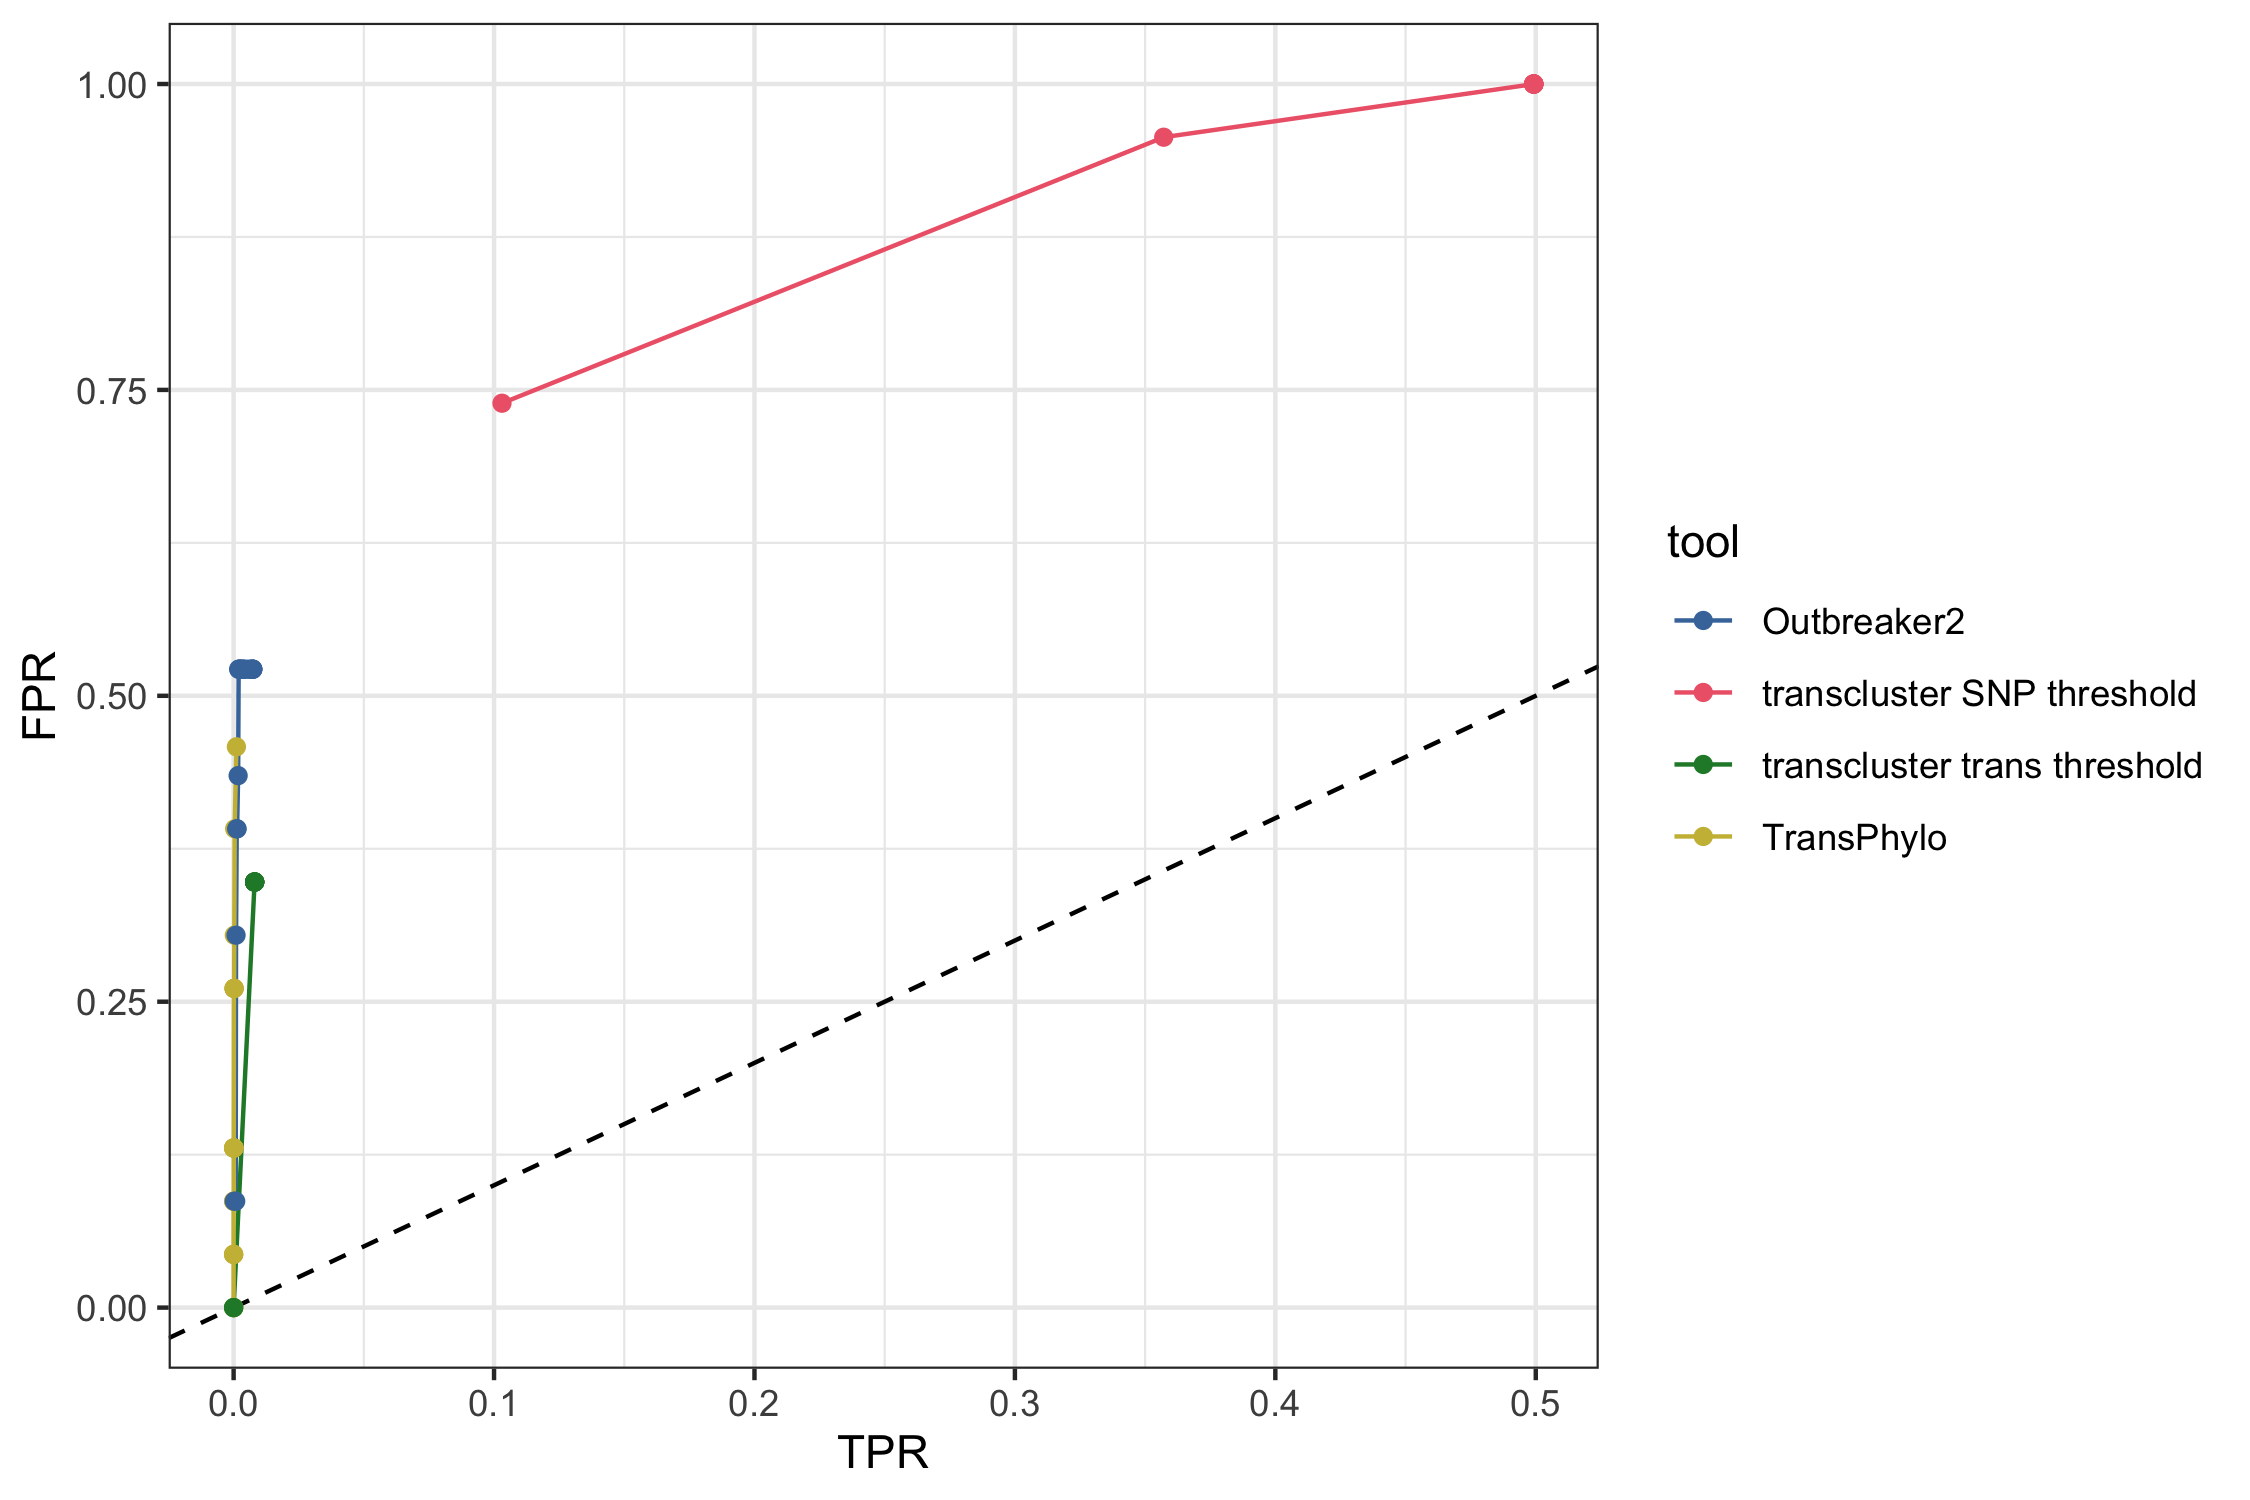 1.00
0.75
0.50
0.25
0.00
FPR
0.0 0.1 0.2 0.3 0.4 0.5
TPR
tool
Outbreaker2
transcluster SNP threshold
transcluster trans threshold
TransPhylo